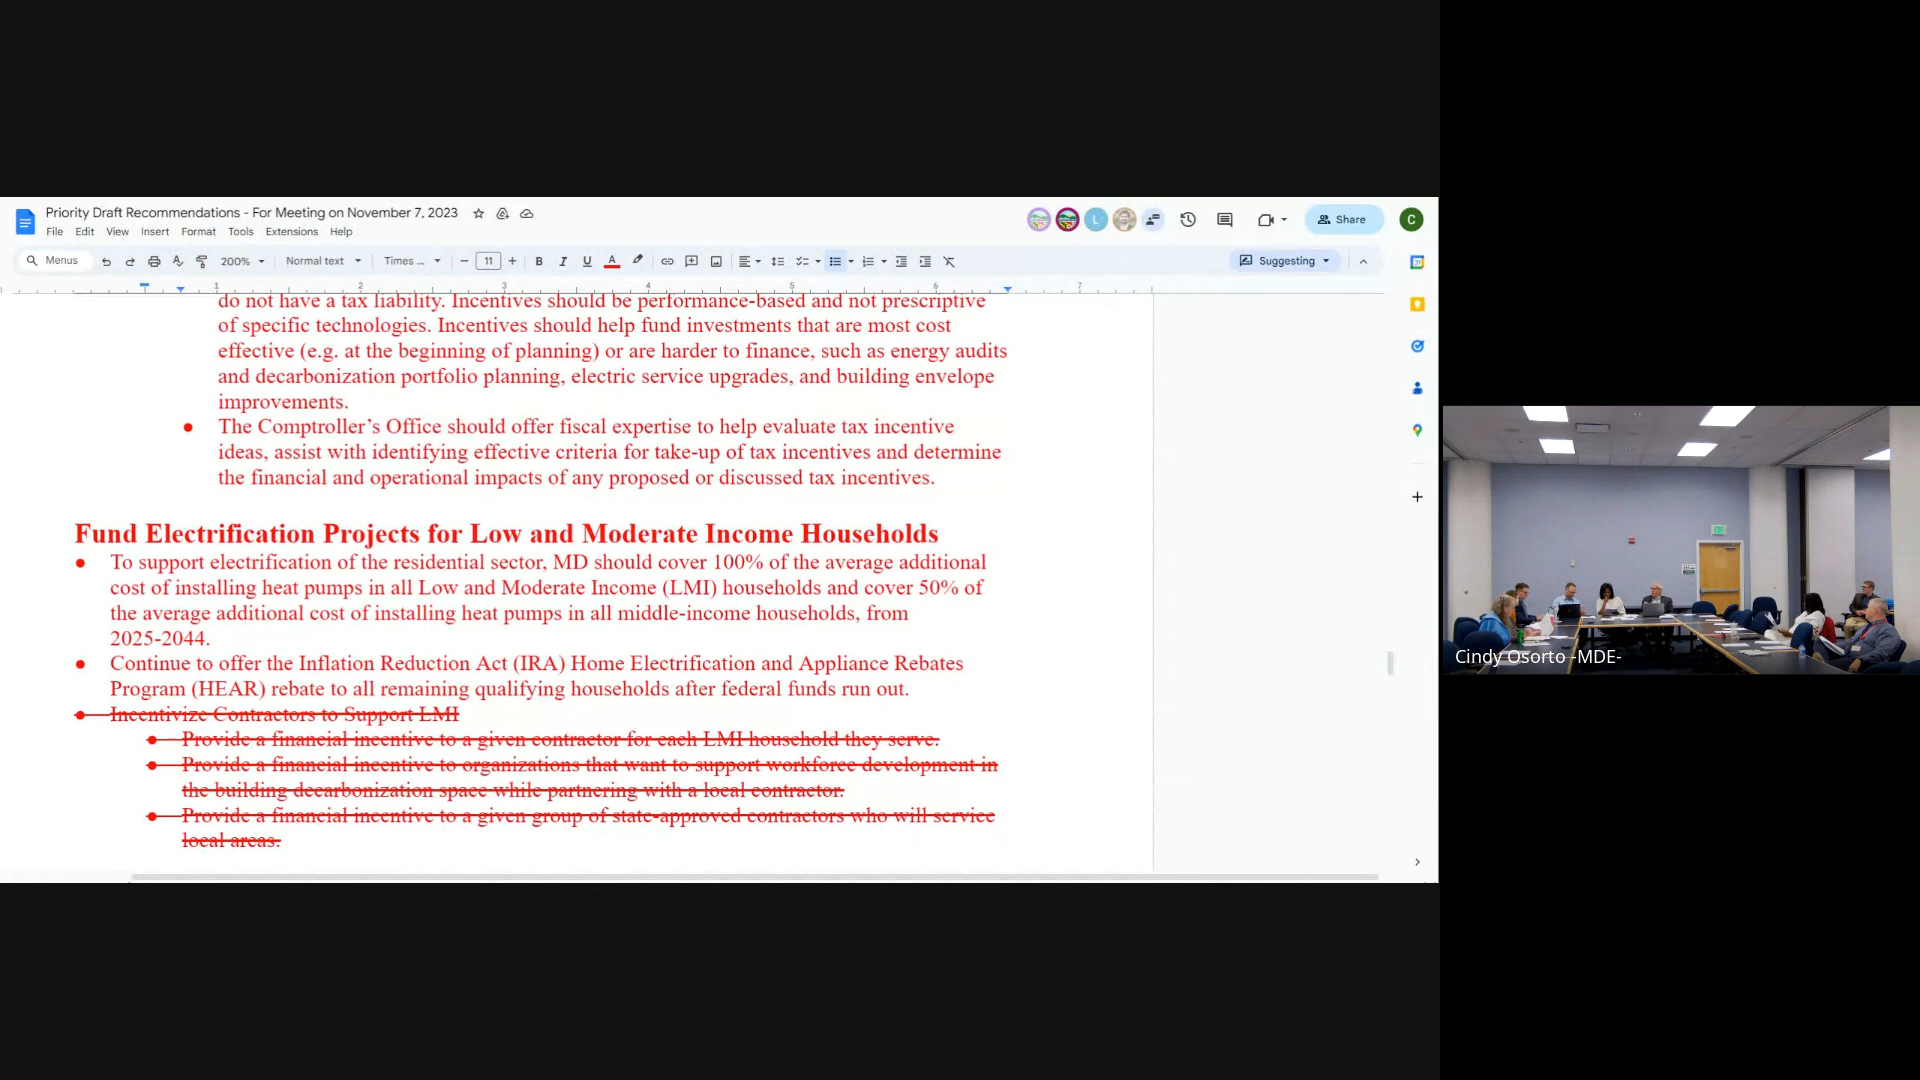 Priority Draft Recommendations - For Meeting on November 7, 2023
File Edit View Insert Format Tools Extensions Help
L
Share
C
Menus
200%
Normal text
Times ...
11
B I U A
Suggesting
1 2 3 4 5 6 7
do not have a tax liability. Incentives should be performance-based and not prescriptive
of specific technologies. Incentives should help fund investments that are most cost
effective (e.g. at the beginning of planning) or are harder to finance, such as energy audits
and decarbonization portfolio planning, electric service upgrades, and building envelope
improvements.
● The Comptroller’s Office should offer fiscal expertise to help evaluate tax incentive
ideas, assist with identifying effective criteria for take-up of tax incentives and determine
the financial and operational impacts of any proposed or discussed tax incentives.
Fund Electrification Projects for Low and Moderate Income Households
● To support electrification of the residential sector, MD should cover 100% of the average additional
cost of installing heat pumps in all Low and Moderate Income (LMI) households and cover 50% of
the average additional cost of installing heat pumps in all middle-income households, from
2025-2044.
● Continue to offer the Inflation Reduction Act (IRA) Home Electrification and Appliance Rebates
Program (HEAR) rebate to all remaining qualifying households after federal funds run out.
● Incentivize Contractors to Support LMI
● Provide a financial incentive to a given contractor for each LMI household they serve.
● Provide a financial incentive to organizations that want to support workforce development in
the building decarbonization space while partnering with a local contractor.
● Provide a financial incentive to a given group of state-approved contractors who will service
local areas.
Cindy Osorto -MDE-